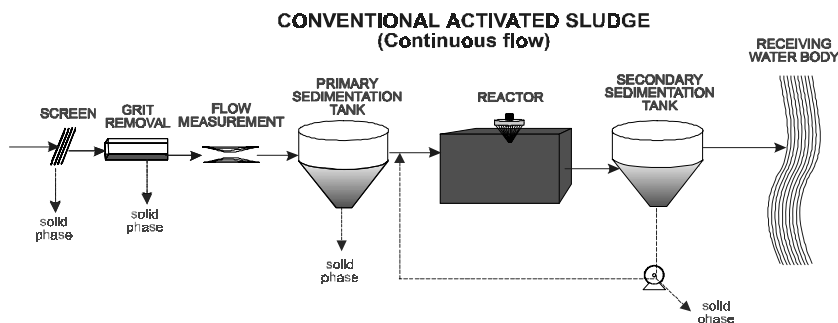 CONVENTIONAL ACTIVATED SLUDGE
(Continuous flow)
RECEIVING
WATER BODY
SCREEN
GRIT
REMOVAL
FLOW
MEASUREMENT
PRIMARY
SEDIMENTATION
TANK
REACTOR
SECONDARY
SEDIMENTATION
TANK
solid
phase
solid
phase
solid
phase
solid
phase